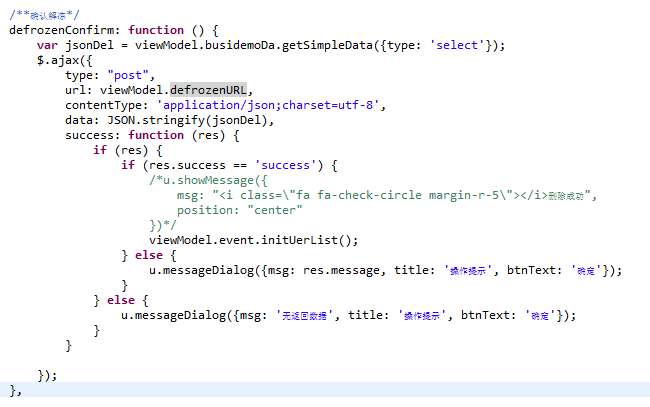 /**确认解冻*/
defrozenConfirm: function () {
    var jsonDel = viewModel.busidemoDa.getSimpleData({type: 'select'});
    $.ajax({
        type: "post",
        url: viewModel.defrozenURL,
        contentType: 'application/json;charset=utf-8',
        data: JSON.stringify(jsonDel),
        success: function (res) {
            if (res) {
                if (res.success == 'success') {
                    /*u.showMessage({
                        msg: "<i class=\"fa fa-check-circle margin-r-5\"></i>删除成功",
                        position: "center"
                    })*/
                    viewModel.event.initUerList();
                } else {
                    u.messageDialog({msg: res.message, title: '操作提示', btnText: '确定'});
                }
            } else {
                u.messageDialog({msg: '无返回数据', title: '操作提示', btnText: '确定'});
            }
        }
    });
},